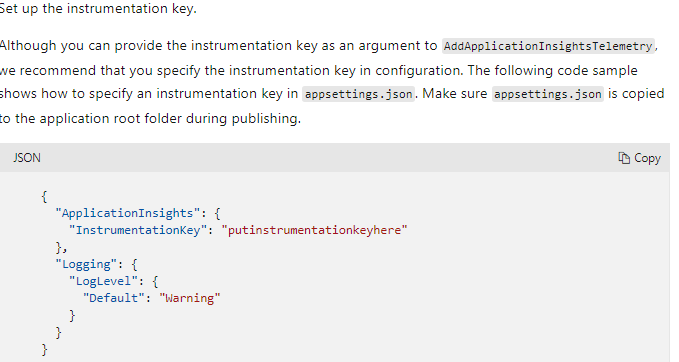 Set up the instrumentation key.
Although you can provide the instrumentation key as an argument to AddApplicationInsightsTelemetry,
we recommend that you specify the instrumentation key in configuration. The following code sample
shows how to specify an instrumentation key in appsettings.json. Make sure appsettings.json is copied
to the application root folder during publishing.
JSON
Copy
{
"ApplicationInsights": {
"InstrumentationKey": "putinstrumentationkeyhere"
},
"Logging": {
"LogLevel": {
"Default": "Warning"
}
}
}